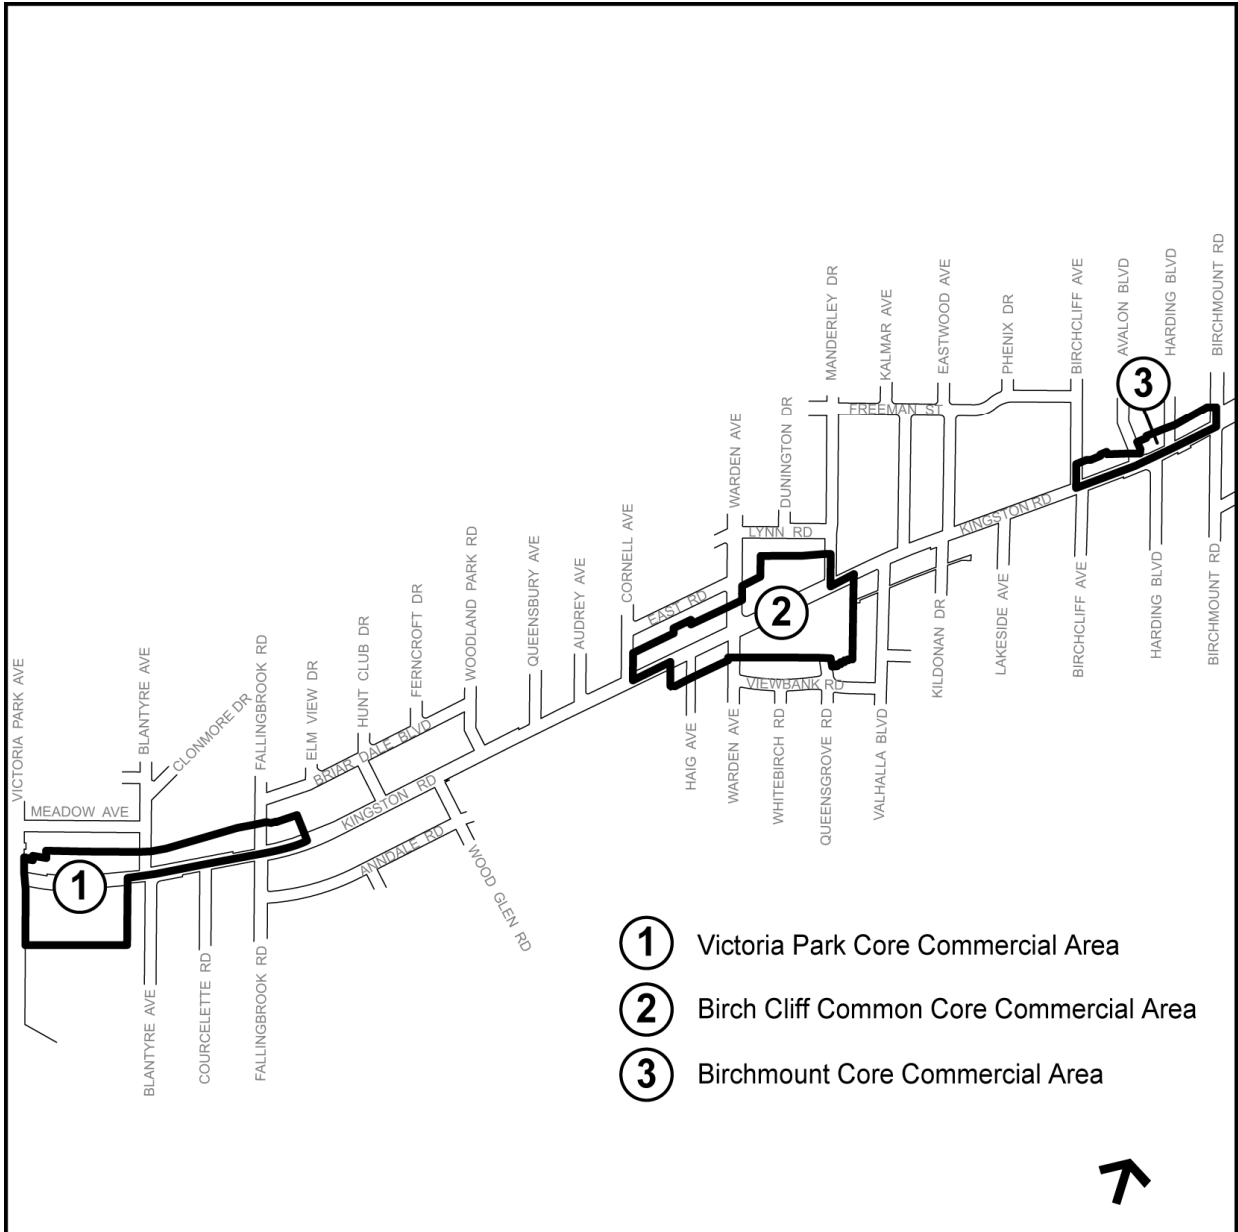 BIRCHMOUNT RD
HARDING BLVD
AVALON BLVD
BIRCHCLIFF AVE
PHENIX DR
EASTWOOD AVE
KALMAR AVE
MANDERLEY DR
3
FREEMAN ST
DUNINGTON DR
WARDEN AVE
LYNN RD
KINGSTON RD
CORNELL AVE
EAST RD
2
QUEENSBURY AVE
AUDREY AVE
WOODLAND PARK RD
FERNCROFT DR
HUNT CLUB DR
ELM VIEW DR
FALLINGBROOK RD
BLANTYRE AVE
CLONMORE DR
VICTORIA PARK AVE
BIRCHMOUNT RD
HARDING BLVD
BIRCHCLIFF AVE
LAKESIDE AVE
KILDONAN DR
VIEWBANK RD
VALHALLA BLVD
QUEENSGROVE RD
WHITEBIRCH RD
WARDEN AVE
HAIG AVE
BRIAR DALE BLVD
KINGSTON RD
MEADOW AVE
ANNDALE RD
WOOD GLEN RD
1
FALLINGBROOK RD
COURCELETTE RD
BLANTYRE AVE
1 Victoria Park Core Commercial Area
2 Birch Cliff Common Core Commercial Area
3 Birchmount Core Commercial Area